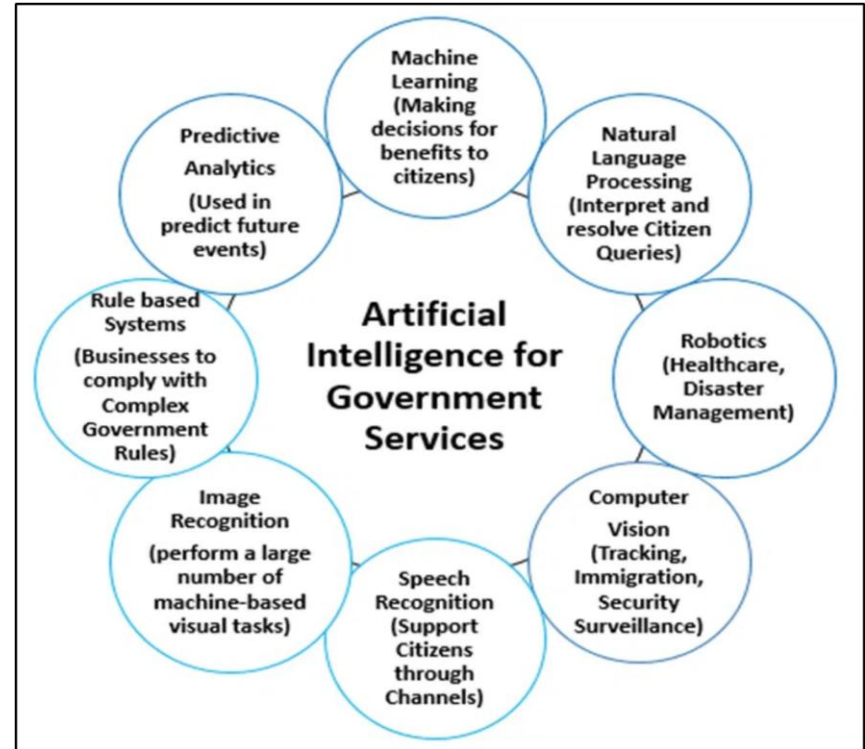 Machine
Learning
(Making
decisions for
benefits to
citizens)
Natural
Language
Processing
(Interpret and
resolve Citizen
Queries)
Robotics
(Healthcare,
Disaster
Management)
Computer
Vision
(Tracking,
Immigration,
Security
Surveillance)
Speech
Recognition
(Support
Citizens
through
Channels)
Image
Recognition
(perform a large
number of
machine-based
visual tasks)
Rule based
Systems
(Businesses to
comply with
Complex
Government
Rules)
Predictive
Analytics
(Used in
predict future
events)
Artificial
Intelligence for
Government
Services